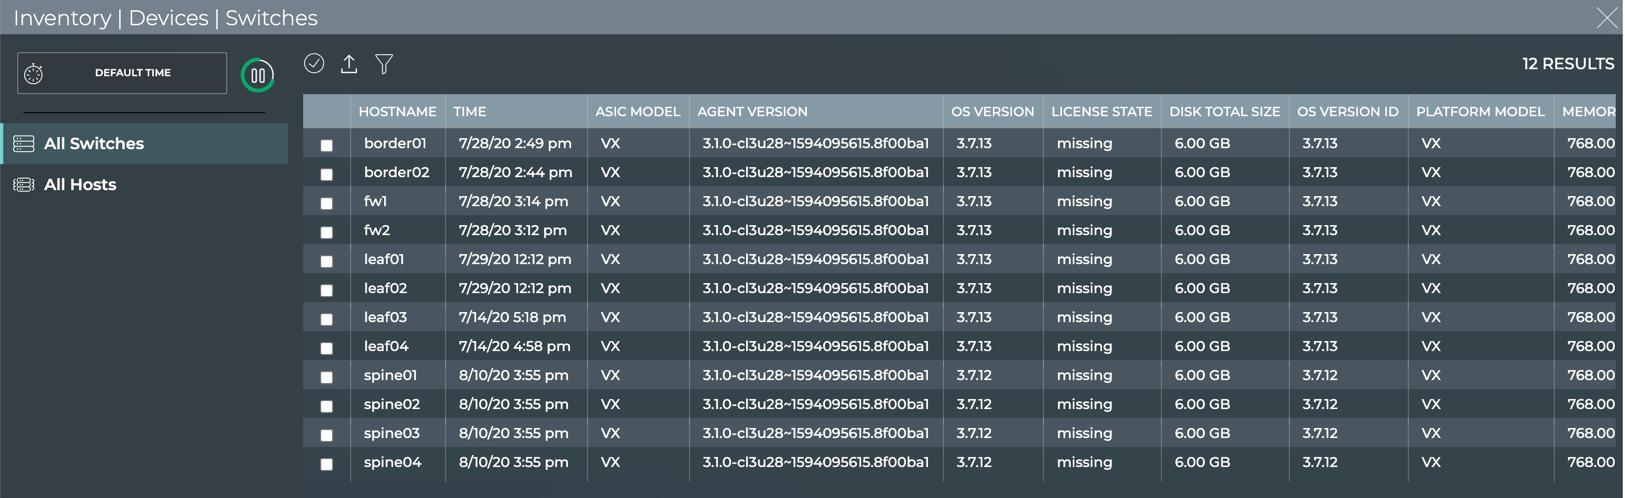 Inventory | Devices | Switches
DEFAULT TIME
12 RESULTS
All Switches
All Hosts
HOSTNAME TIME ASIC MODEL AGENT VERSION OS VERSION LICENSE STATE DISK TOTAL SIZE OS VERSION ID PLATFORM MODEL MEMOR
border01 7/28/20 2:49 pm VX 3.1.0-cl3u28~1594095615.8f00ba1 3.7.13 missing 6.00 GB 3.7.13 VX 768.00
border02 7/28/20 2:44 pm VX 3.1.0-cl3u28~1594095615.8f00ba1 3.7.13 missing 6.00 GB 3.7.13 VX 768.00
fw1 7/28/20 3:14 pm VX 3.1.0-cl3u28~1594095615.8f00ba1 3.7.13 missing 6.00 GB 3.7.13 VX 768.00
fw2 7/28/20 3:12 pm VX 3.1.0-cl3u28~1594095615.8f00ba1 3.7.13 missing 6.00 GB 3.7.13 VX 768.00
leaf01 7/29/20 12:12 pm VX 3.1.0-cl3u28~1594095615.8f00ba1 3.7.13 missing 6.00 GB 3.7.13 VX 768.00
leaf02 7/29/20 12:12 pm VX 3.1.0-cl3u28~1594095615.8f00ba1 3.7.13 missing 6.00 GB 3.7.13 VX 768.00
leaf03 7/14/20 5:18 pm VX 3.1.0-cl3u28~1594095615.8f00ba1 3.7.13 missing 6.00 GB 3.7.13 VX 768.00
leaf04 7/14/20 4:58 pm VX 3.1.0-cl3u28~1594095615.8f00ba1 3.7.13 missing 6.00 GB 3.7.13 VX 768.00
spine01 8/10/20 3:55 pm VX 3.1.0-cl3u28~1594095615.8f00ba1 3.7.12 missing 6.00 GB 3.7.12 VX 768.00
spine02 8/10/20 3:55 pm VX 3.1.0-cl3u28~1594095615.8f00ba1 3.7.12 missing 6.00 GB 3.7.12 VX 768.00
spine03 8/10/20 3:55 pm VX 3.1.0-cl3u28~1594095615.8f00ba1 3.7.12 missing 6.00 GB 3.7.12 VX 768.00
spine04 8/10/20 3:55 pm VX 3.1.0-cl3u28~1594095615.8f00ba1 3.7.12 missing 6.00 GB 3.7.12 VX 768.00